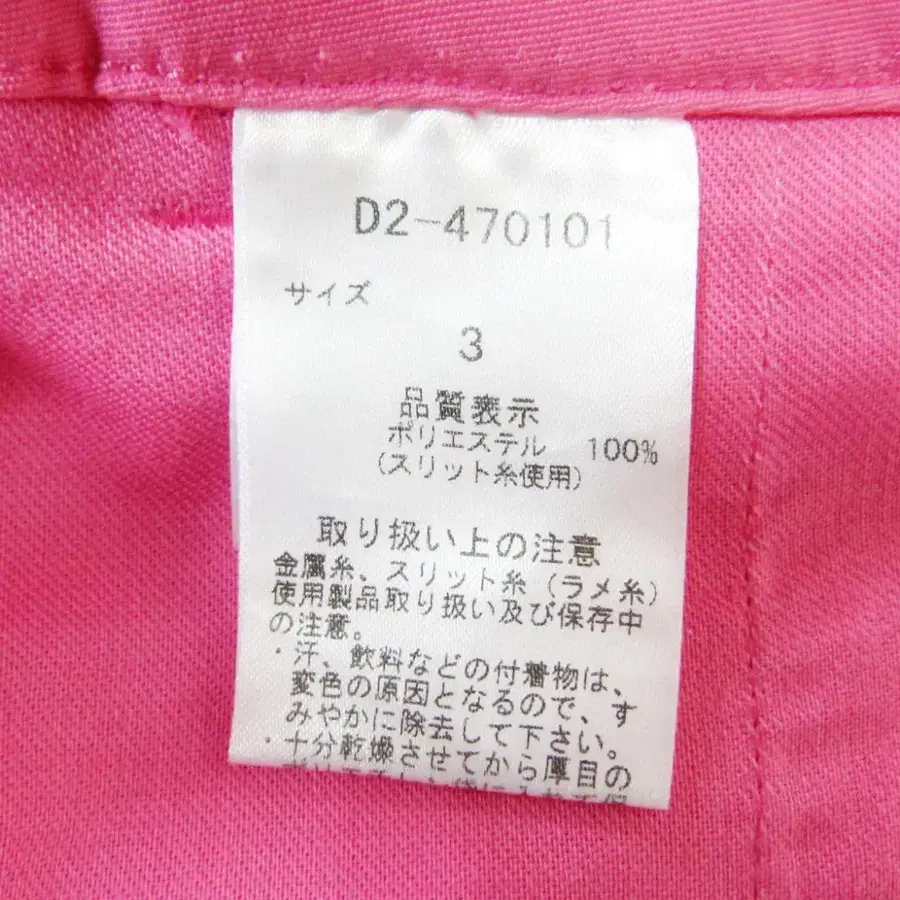 D2-470101
サイズ
3
品質表示
ポリエステル 100%
(スリット糸使用)
取り扱い上の注意
金属糸、スリット糸(ラメ糸)
使用製品取り扱い及び保存中
の注意。
・汗、飲料などの付着物は、
変色の原因となるので、す
みやかに除去して下さい。
・十分乾燥させてから厚目の